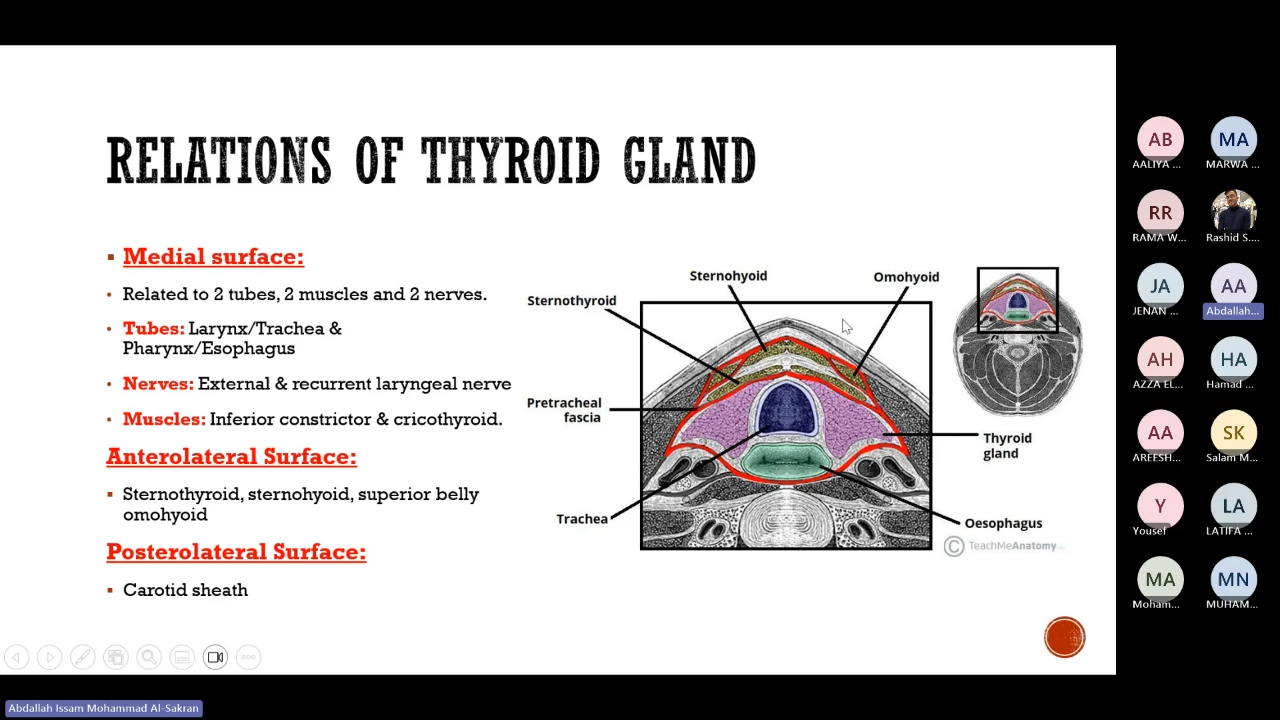 RELATIONS OF THYROID GLAND
Medial surface:
Related to 2 tubes, 2 muscles and 2 nerves.
Tubes: Larynx/Trachea &
Pharynx/Esophagus
Nerves: External & recurrent laryngeal nerve
Muscles: Inferior constrictor & cricothyroid.
Anterolateral Surface:
Sternothyroid, sternohyoid, superior belly
omohyoid
Posterolateral Surface:
Carotid sheath
Sternohyoid
Omohyoid
Sternothyroid
Pretracheal
fascia
Thyroid
gland
Trachea
Oesophagus
© TeachMeAnatomy
AB
AALIYA ...
MA
MARWA ...
RR
RAMA W...
Rashid S....
JA
JENAN ...
AA
Abdallah...
AH
AZZA EL...
HA
Hamad ...
AA
AREESH...
SK
Salam M...
Y
Yousef
LA
LATIFA ...
MA
Moham...
MN
MUHAM...
Abdallah Issam Mohammad Al-Sakran